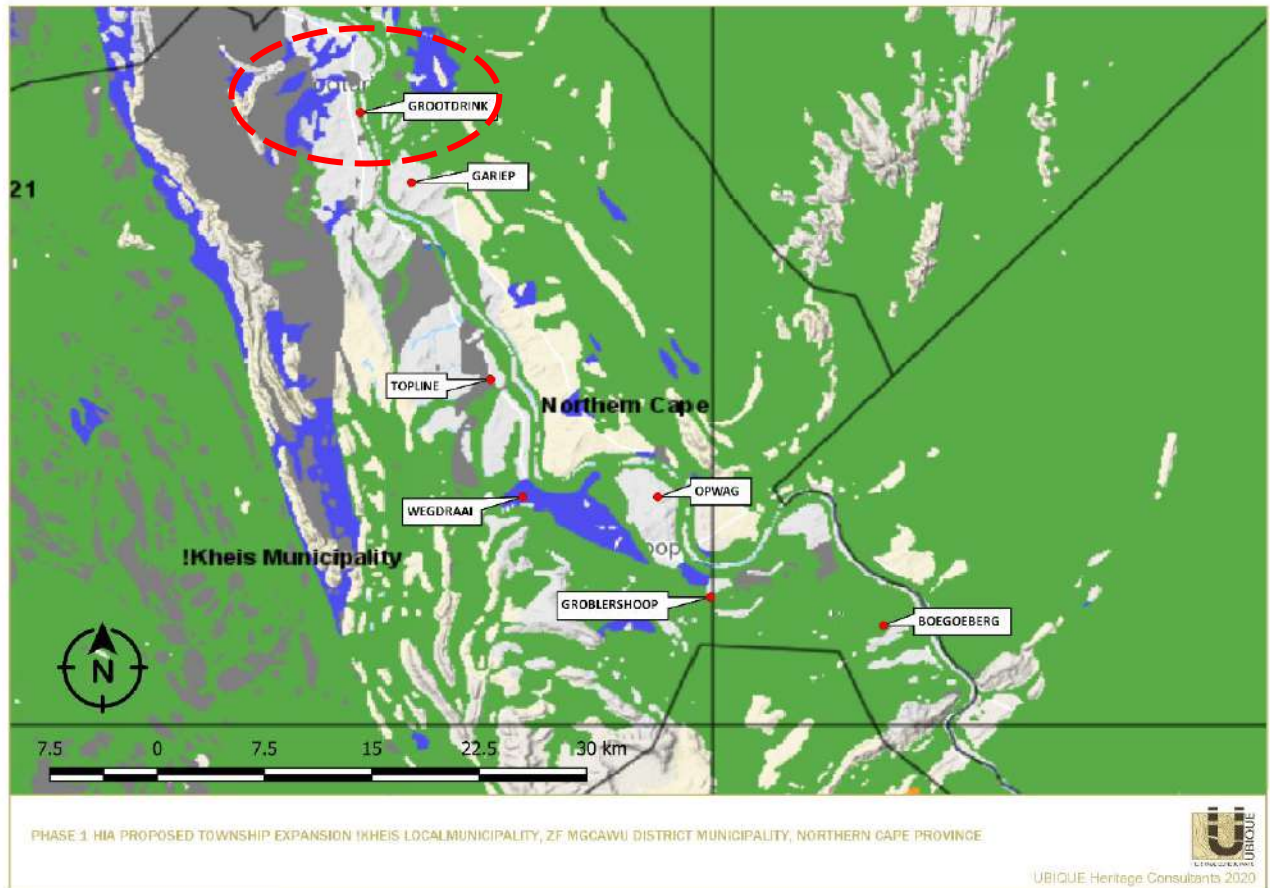 GROOTDRINK
GARIEP
21
TOPLINE
Northern Cape
WEGDRAAI
OPWAG
!Kheis Municipality
GROBLERSHOOP
BOEGOEBERG
N
7.5 0 7.5 15 22.5 30 km
PHASE 1 HIA PROPOSED TOWNSHIP EXPANSION !KHEIS LOCALMUNICIPALITY, ZF MGCAWU DISTRICT MUNICIPALITY, NORTHERN CAPE PROVINCE
UBIQUE
UBIQUE Heritage Consultants 2020